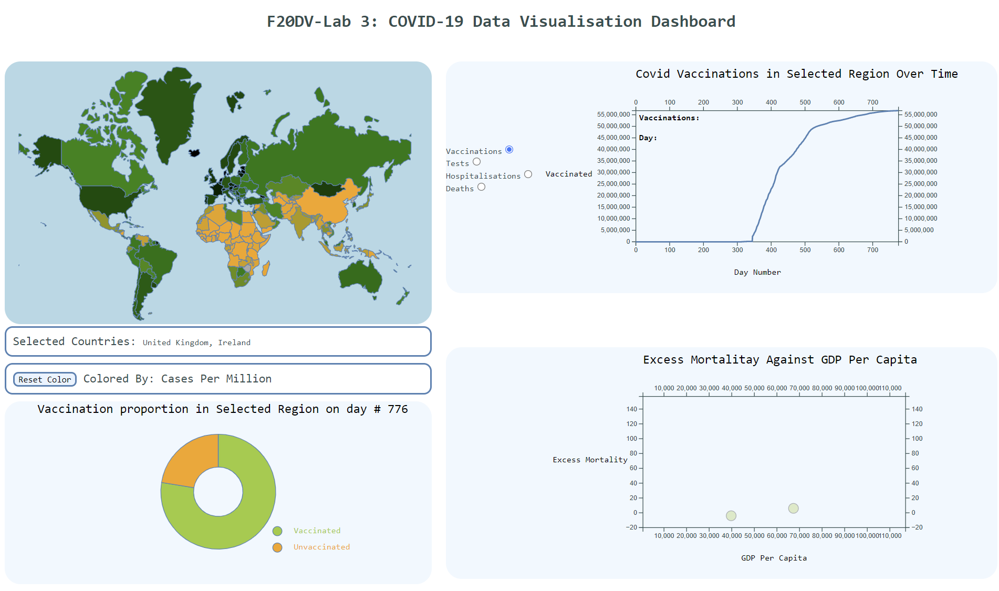 F20DV-Lab 3: COVID-19 Data Visualisation Dashboard
Selected Countries: United Kingdom, Ireland
Reset Color Colored By: Cases Per Million
Vaccination proportion in Selected Region on day # 776
Vaccinated
Unvaccinated
Covid Vaccinations in Selected Region Over Time
Vaccinations
Tests
Hospitalisations
Deaths
Vaccinated
0 100 200 300 400 500 600 700
55,000,000 55,000,000
Vaccinations:
50,000,000 50,000,000
Day:
45,000,000 45,000,000
40,000,000 40,000,000
35,000,000 35,000,000
30,000,000 30,000,000
25,000,000 25,000,000
20,000,000 20,000,000
15,000,000 15,000,000
10,000,000 10,000,000
5,000,000 5,000,000
0 0
0 100 200 300 400 500 600 700
Day Number
Excess Mortalitay Against GDP Per Capita
10,000 20,000 30,000 40,000 50,000 60,000 70,000 80,000 90,000 100,000 110,000
140 140
120 120
100 100
80 80
Excess Mortality
60 60
40 40
20 20
0 0
−20 −20
10,000 20,000 30,000 40,000 50,000 60,000 70,000 80,000 90,000 100,000 110,000
GDP Per Capita